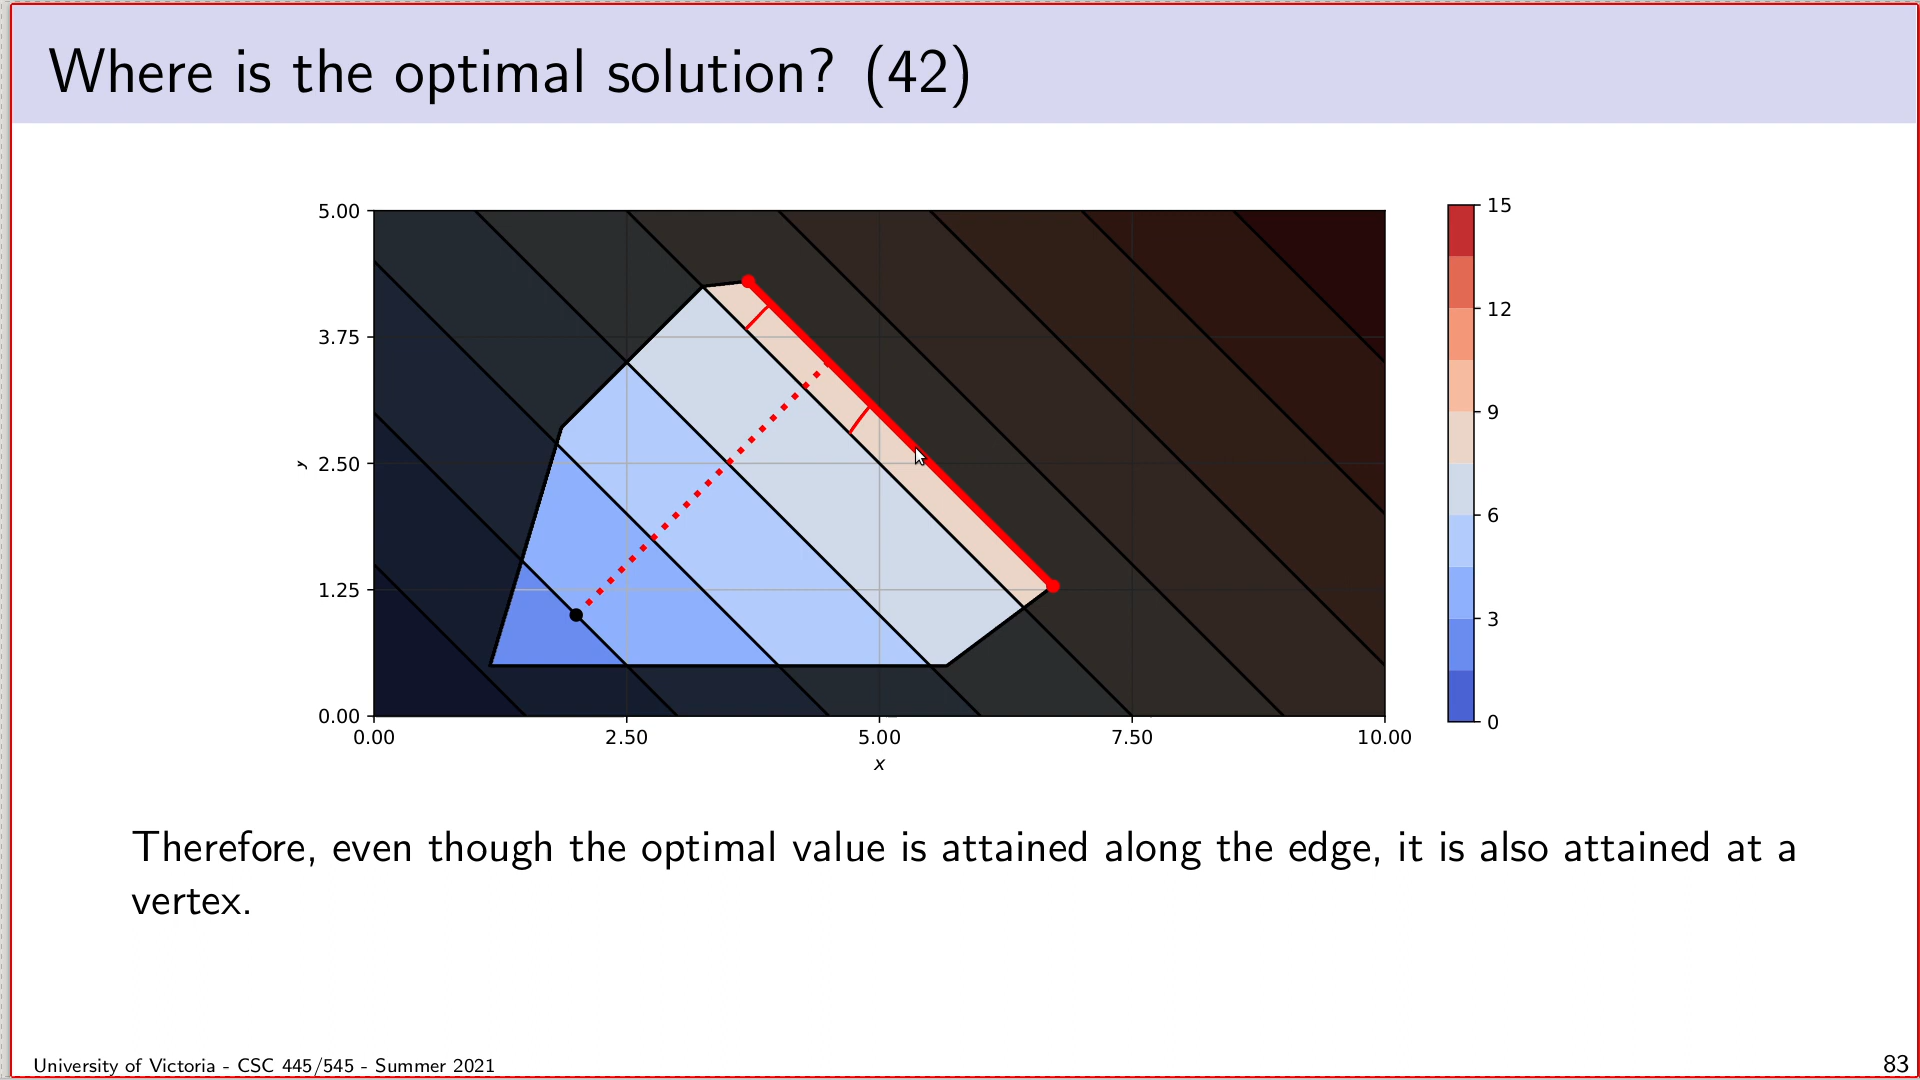 Where is the optimal solution? (42)
5.00
3.75
2.50
1.25
0.00
y
0.00 2.50 5.00 7.50 10.00
x
15
12
9
6
3
0
Therefore, even though the optimal value is attained along the edge, it is also attained at a
vertex.
University of Victoria - CSC 445/545 - Summer 2021
83